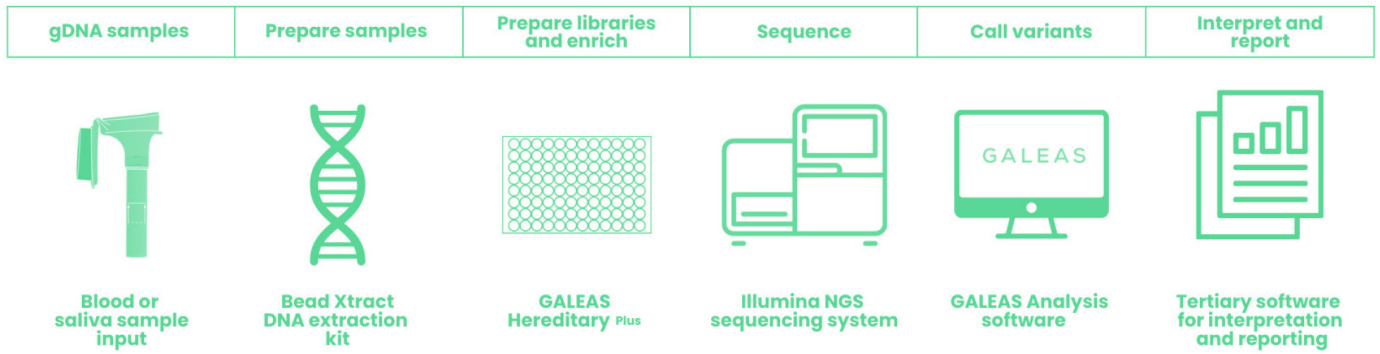 gDNA samples
Prepare samples
Prepare libraries
and enrich
Sequence
Call variants
Interpret and
report
GALEAS
Blood or
saliva sample
input
Bead Xtract
DNA extraction
kit
GALEAS
Hereditary Plus
Illumina NGS
sequencing system
GALEAS Analysis
software
Tertiary software
for interpretation
and reporting